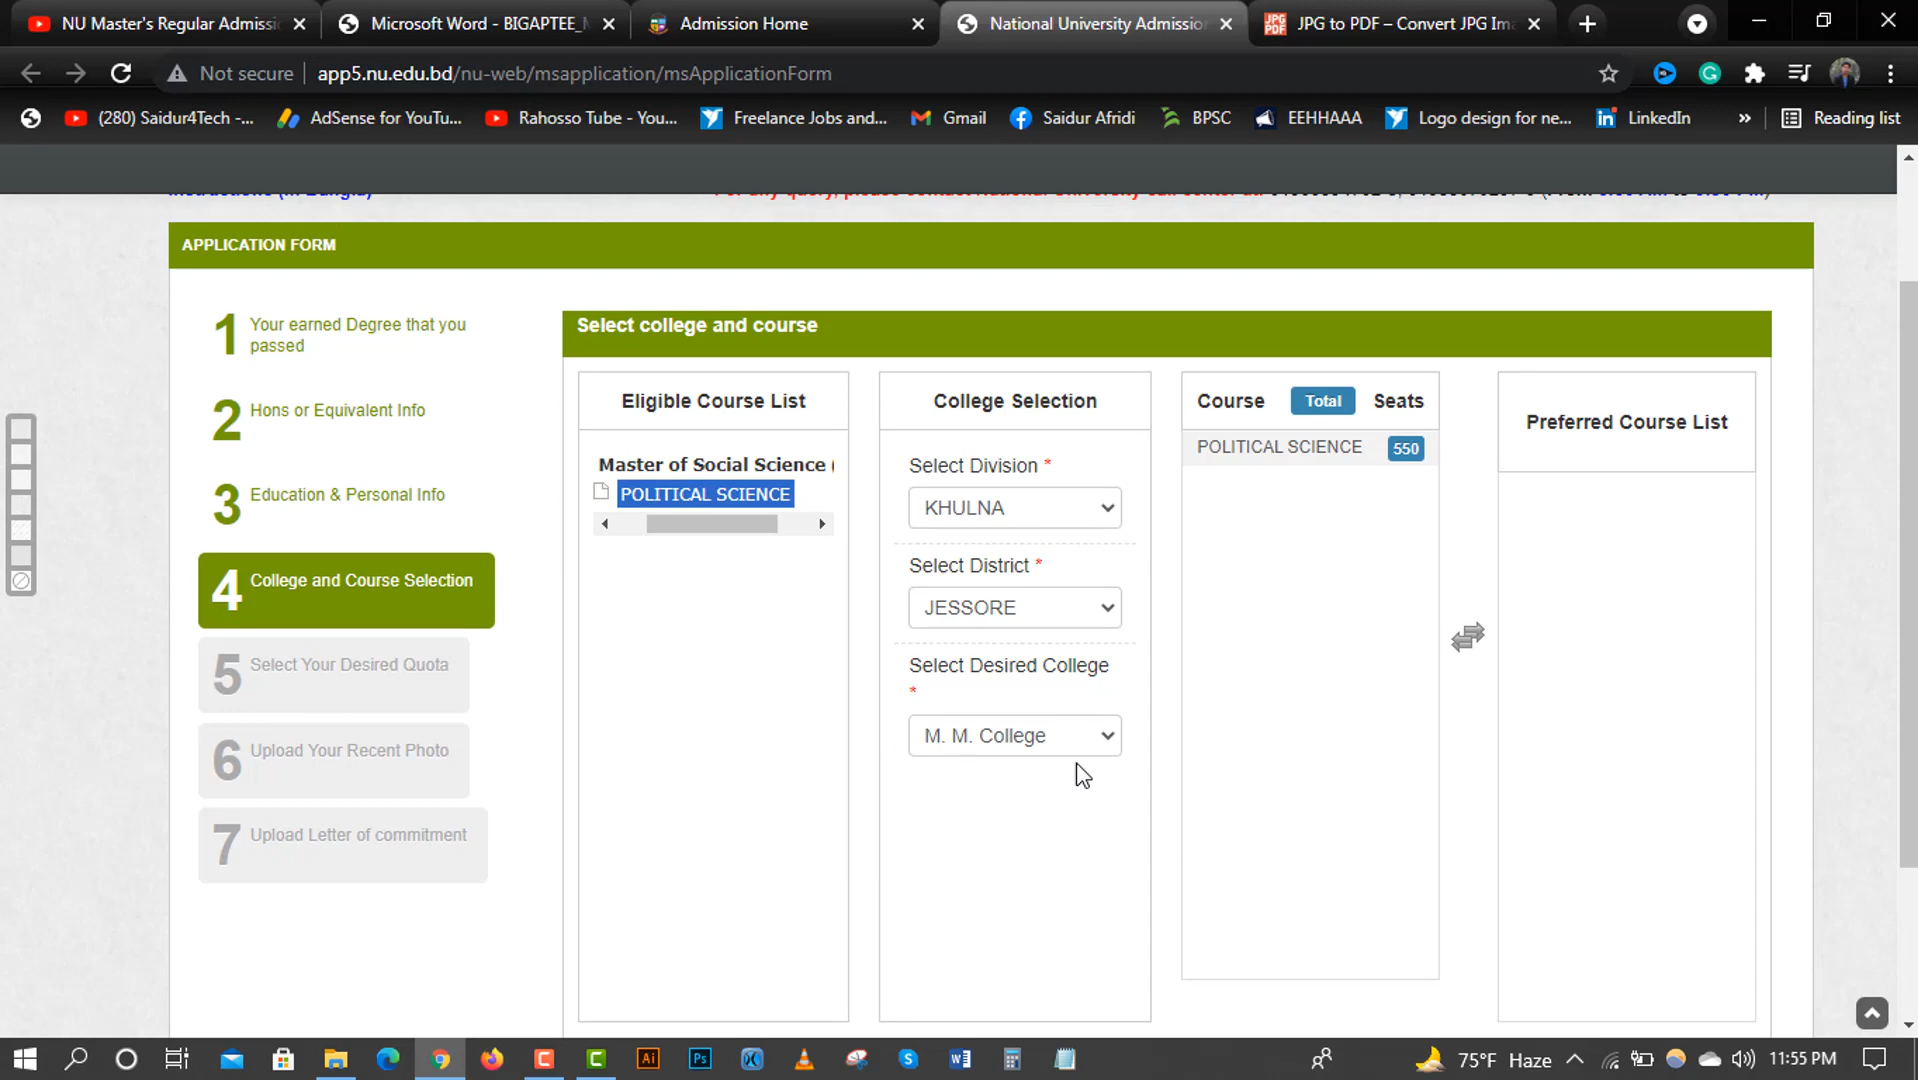 NU Master's Regular Admissi
Microsoft Word - BIGAPTEE_
Admission Home
National University Admissio
JPG to PDF – Convert JPG Im
Not secure
app5.nu.edu.bd/nu-web/msapplication/msApplicationForm
(280) Saidur4Tech -...
AdSense for YouTu...
Rahosso Tube - You...
Freelance Jobs and...
Gmail
Saidur Afridi
BPSC
EEHHAAA
Logo design for ne...
LinkedIn
»
Reading list
APPLICATION FORM
1 Your earned Degree that you passed
2 Hons or Equivalent Info
3 Education & Personal Info
4 College and Course Selection
5 Select Your Desired Quota
6 Upload Your Recent Photo
7 Upload Letter of commitment
Select college and course
Eligible Course List
Master of Social Science (
POLITICAL SCIENCE
College Selection
Select Division *
KHULNA
Select District *
JESSORE
Select Desired College
*
M. M. College
Course Total Seats
POLITICAL SCIENCE 550
Preferred Course List
75°F Haze
11:55 PM